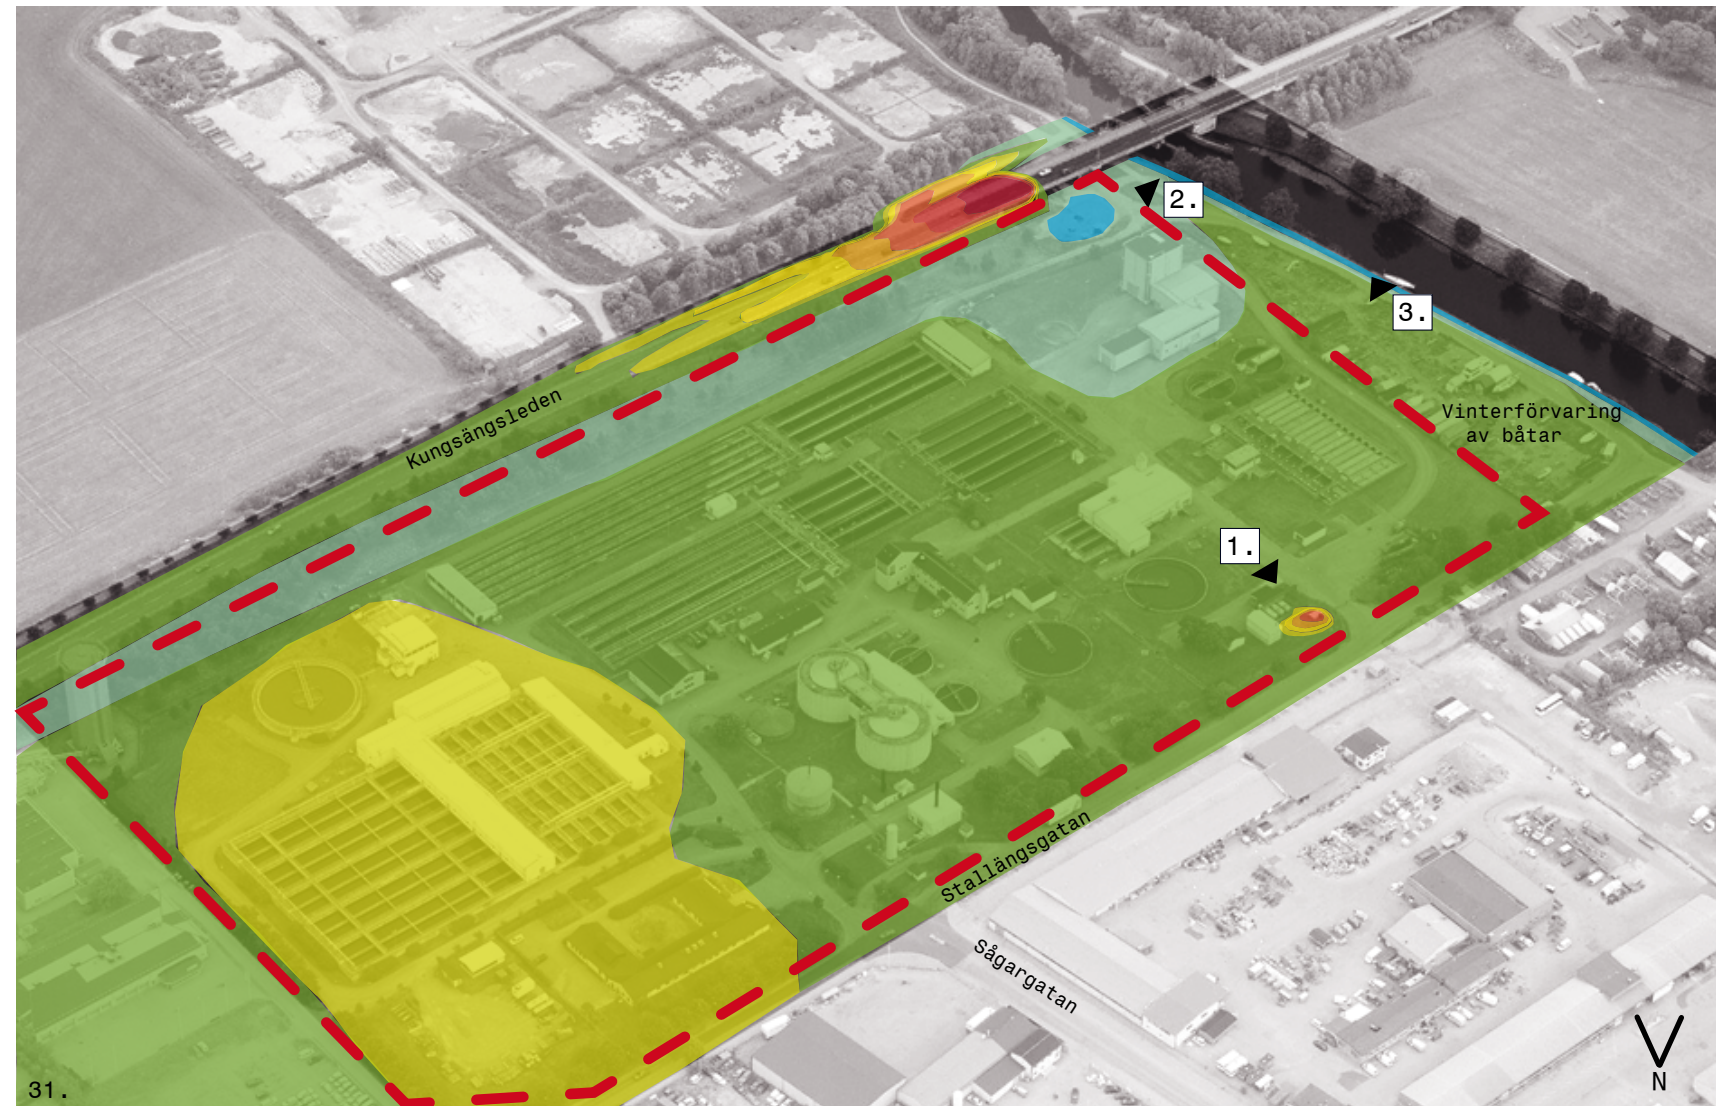 2.
3.
Kungsängsleden
Vinterförvaring
av båtar
1.
Stallängsgatan
Sågargatan
31.
N